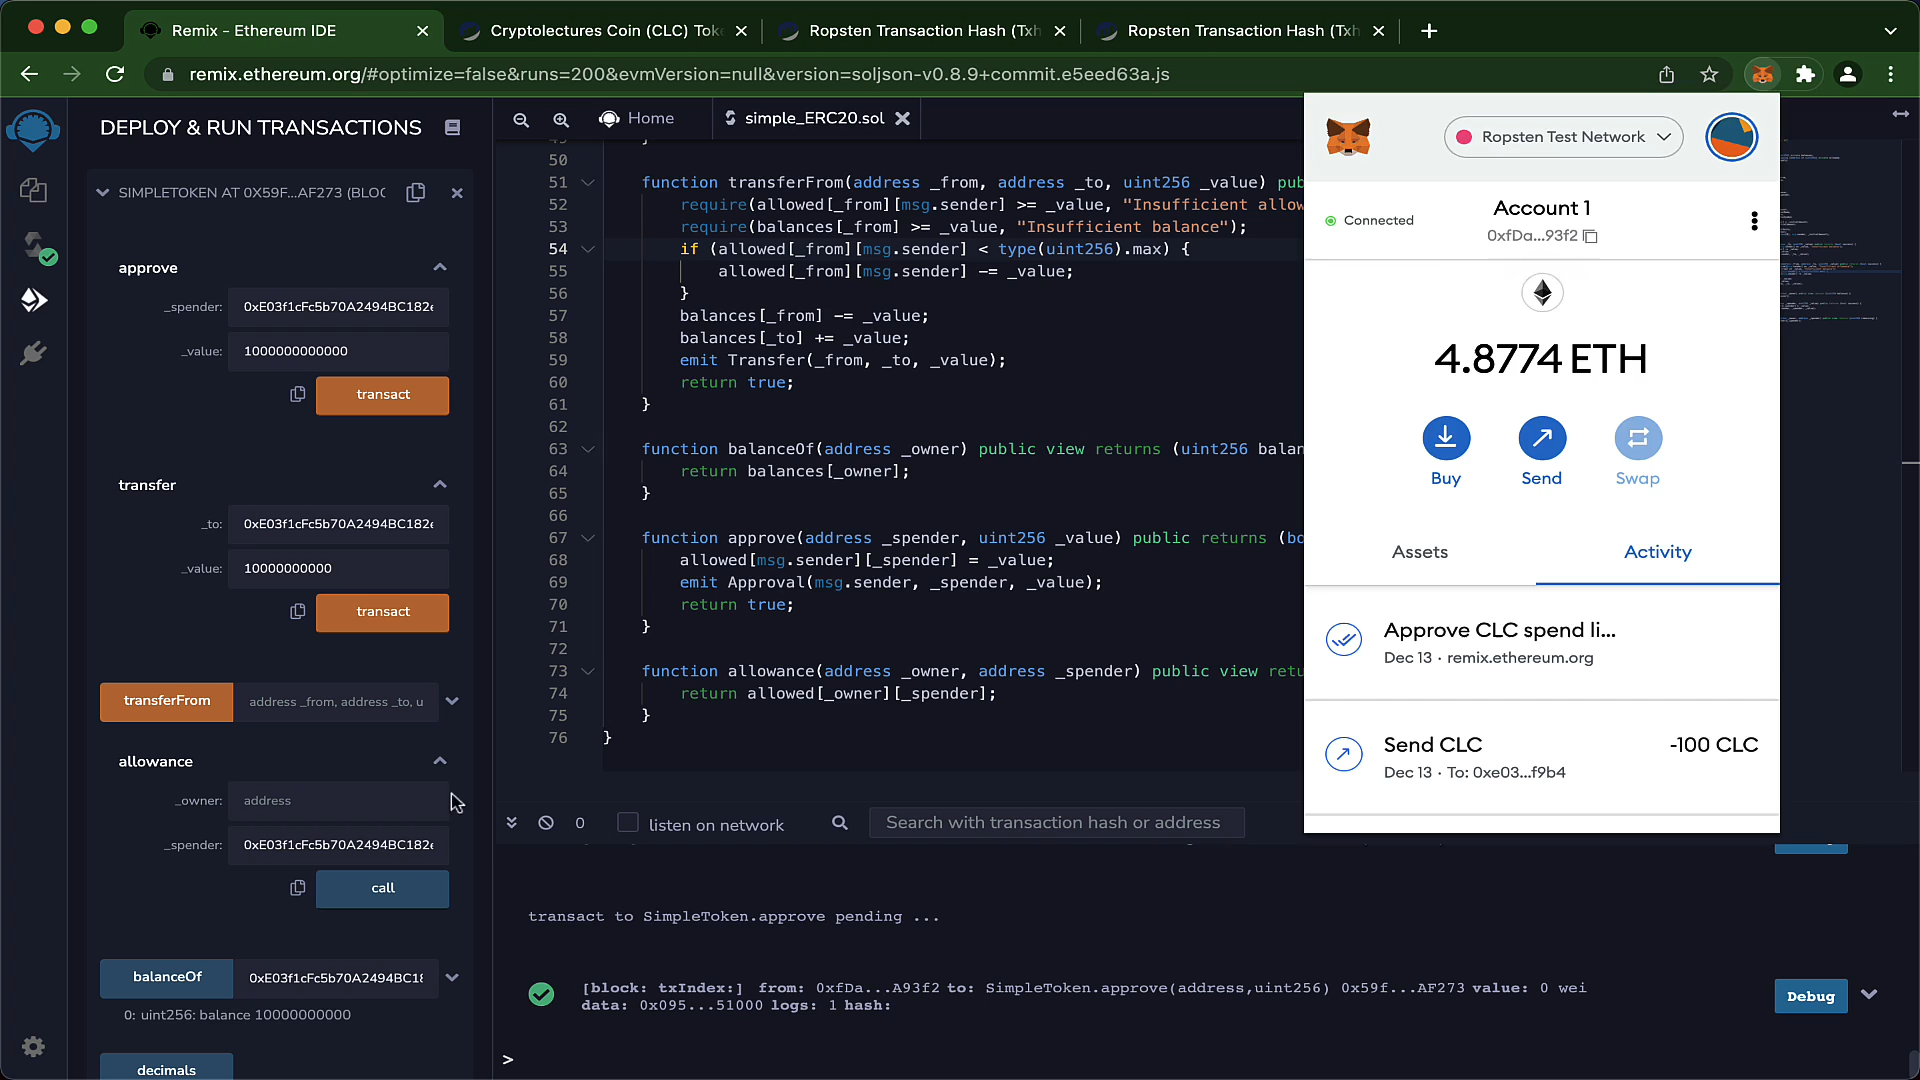 Remix - Ethereum IDE
Cryptolectures Coin (CLC) Tok
Ropsten Transaction Hash (Txh
Ropsten Transaction Hash (Txh
remix.ethereum.org/#optimize=false&runs=200&evmVersion=null&version=soljson-v0.8.9+commit.e5eed63a.js
DEPLOY & RUN TRANSACTIONS
SIMPLETOKEN AT 0X59F...AF273 (BLOC
approve
_spender: 0xE03f1cFc5b70A2494BC182e
_value: 1000000000000
transact
transfer
_to: 0xE03f1cFc5b70A2494BC182e
_value: 10000000000
transact
transferFrom address _from, address _to, u
allowance
_owner: address
_spender: 0xE03f1cFc5b70A2494BC182e
call
balanceOf 0xE03f1cFc5b70A2494BC18
0: uint256: balance 10000000000
decimals
Home
simple_ERC20.sol
50
51 function transferFrom(address _from, address _to, uint256 _value) pub
52 require(allowed[_from][msg.sender] >= _value, "Insufficient allow
53 require(balances[_from] >= _value, "Insufficient balance");
54 if (allowed[_from][msg.sender] < type(uint256).max) {
55 allowed[_from][msg.sender] -= _value;
56 }
57 balances[_from] -= _value;
58 balances[_to] += _value;
59 emit Transfer(_from, _to, _value);
60 return true;
61 }
62
63 function balanceOf(address _owner) public view returns (uint256 balan
64 return balances[_owner];
65 }
66
67 function approve(address _spender, uint256 _value) public returns (bo
68 allowed[msg.sender][_spender] = _value;
69 emit Approval(msg.sender, _spender, _value);
70 return true;
71 }
72
73 function allowance(address _owner, address _spender) public view retu
74 return allowed[_owner][_spender];
75 }
76 }
0
listen on network
Search with transaction hash or address
transact to SimpleToken.approve pending ...
[block: txIndex:] from: 0xfDa...A93f2 to: SimpleToken.approve(address,uint256) 0x59f...AF273 value: 0 wei
data: 0x095...51000 logs: 1 hash:
Debug
>
Ropsten Test Network
Connected
Account 1
0xfDa...93f2
4.8774 ETH
Buy
Send
Swap
Assets
Activity
Approve CLC spend li...
Dec 13 · remix.ethereum.org
Send CLC
-100 CLC
Dec 13 · To: 0xe03...f9b4